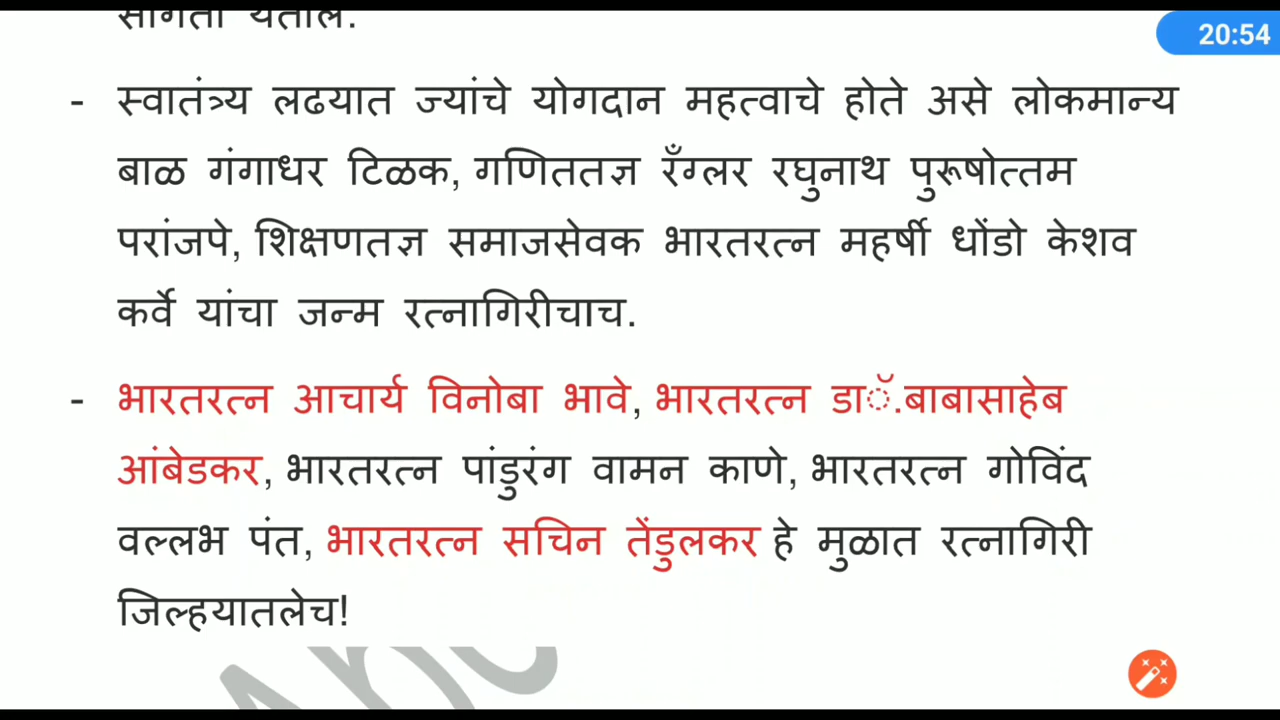 सांगता येतील.
20:54
- स्वातंत्र्य लढयात ज्यांचे योगदान महत्वाचे होते असे लोकमान्य
बाळ गंगाधर टिळक, गणिततज्ञ रँग्लर रघुनाथ पुरूषोत्तम
परांजपे, शिक्षणतज्ञ समाजसेवक भारतरत्न महर्षी धोंडो केशव
कर्वे यांचा जन्म रत्नागिरीचाच.
- भारतरत्न आचार्य विनोबा भावे, भारतरत्न डाॅ.बाबासाहेब
आंबेडकर, भारतरत्न पांडुरंग वामन काणे, भारतरत्न गोविंद
वल्लभ पंत, भारतरत्न सचिन तेंडुलकर हे मुळात रत्नागिरी
जिल्हयातलेच!